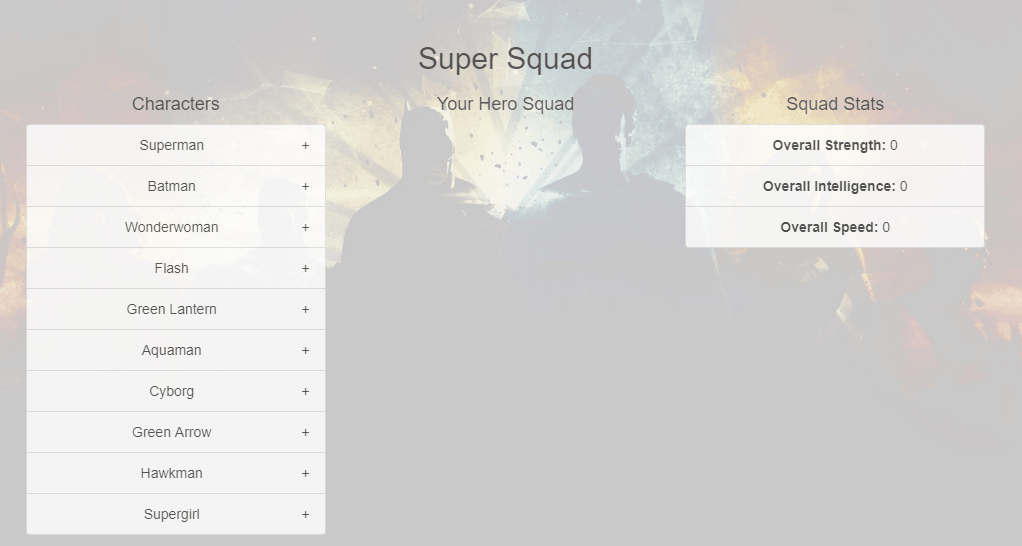 Super Squad
Characters
Your Hero Squad
Squad Stats
Superman +
Batman +
Wonderwoman +
Flash +
Green Lantern +
Aquaman +
Cyborg +
Green Arrow +
Hawkman +
Supergirl +
Overall Strength: 0
Overall Intelligence: 0
Overall Speed: 0